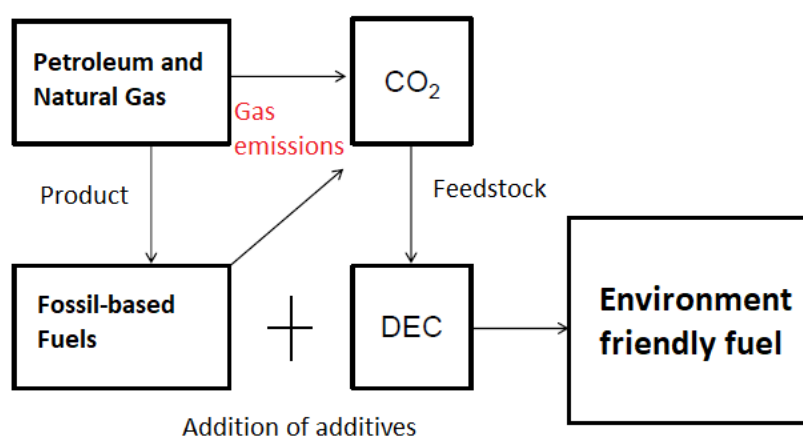 Petroleum and
Natural Gas
CO₂
Gas
emissions
Product
Feedstock
Fossil-based
Fuels
+
DEC
Environment
friendly fuel
Addition of additives